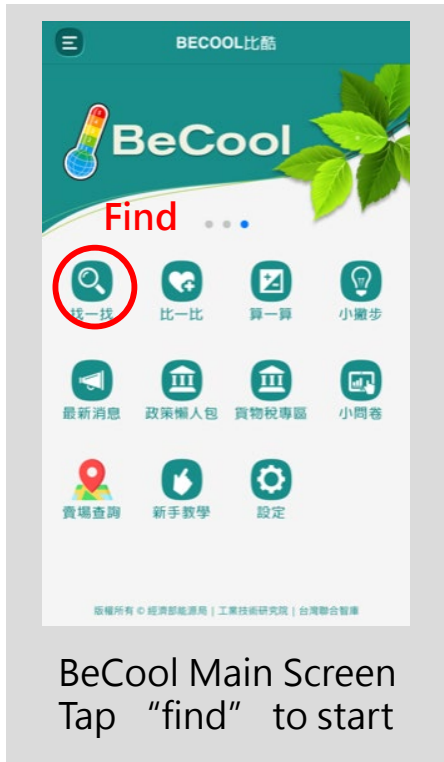 BECOOL比酷
BeCool
Find
找一找 比一比 算一算 小撇步
最新消息 政策懶人包 貨物稅專區 小問卷
賣場查詢 新手教學 設定
版權所有 © 經濟部能源局 | 工業技術研究院 | 台灣聯合智庫
BeCool Main Screen
Tap “find” to start